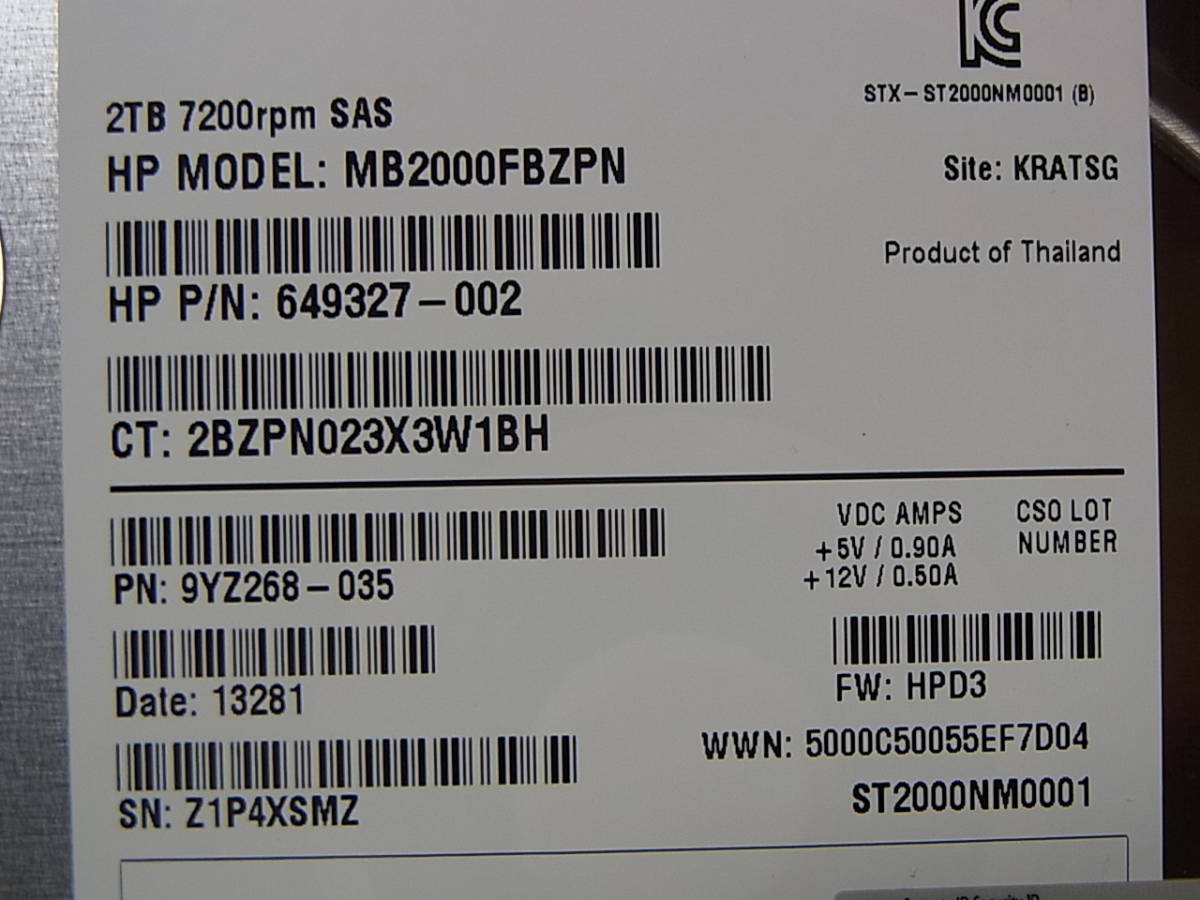 KC
STX-ST2000NM0001 (B)
2TB 7200rpm SAS
HP MODEL: MB2000FBZPN
Site: KRATSG
Product of Thailand
HP P/N: 649327-002
CT: 2BZPN023X3W1BH
VDC AMPS
+5V / 0.90A
+12V / 0.50A
CSO LOT
NUMBER
PN: 9YZ268-035
Date: 13281
FW: HPD3
WWN: 5000C50055EF7D04
SN: Z1P4XSMZ
ST2000NM0001